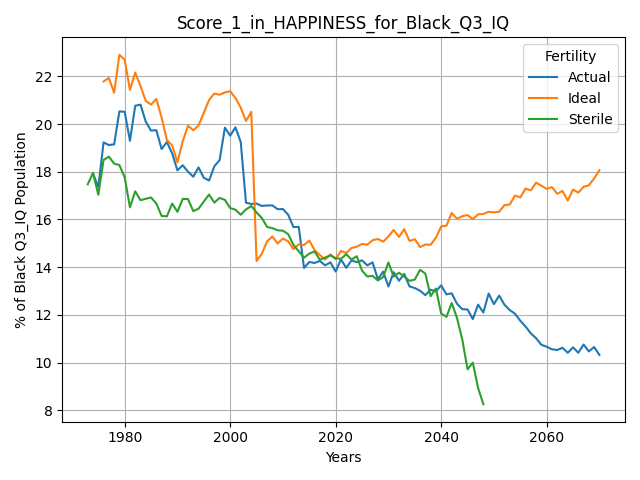 Score_1_in_HAPPINESS_for_Black_Q3_IQ
% of Black Q3_IQ Population
22
20
18
16
14
12
10
8
Fertility
Actual
Ideal
Sterile
1980
2000
2020
2040
2060
Years